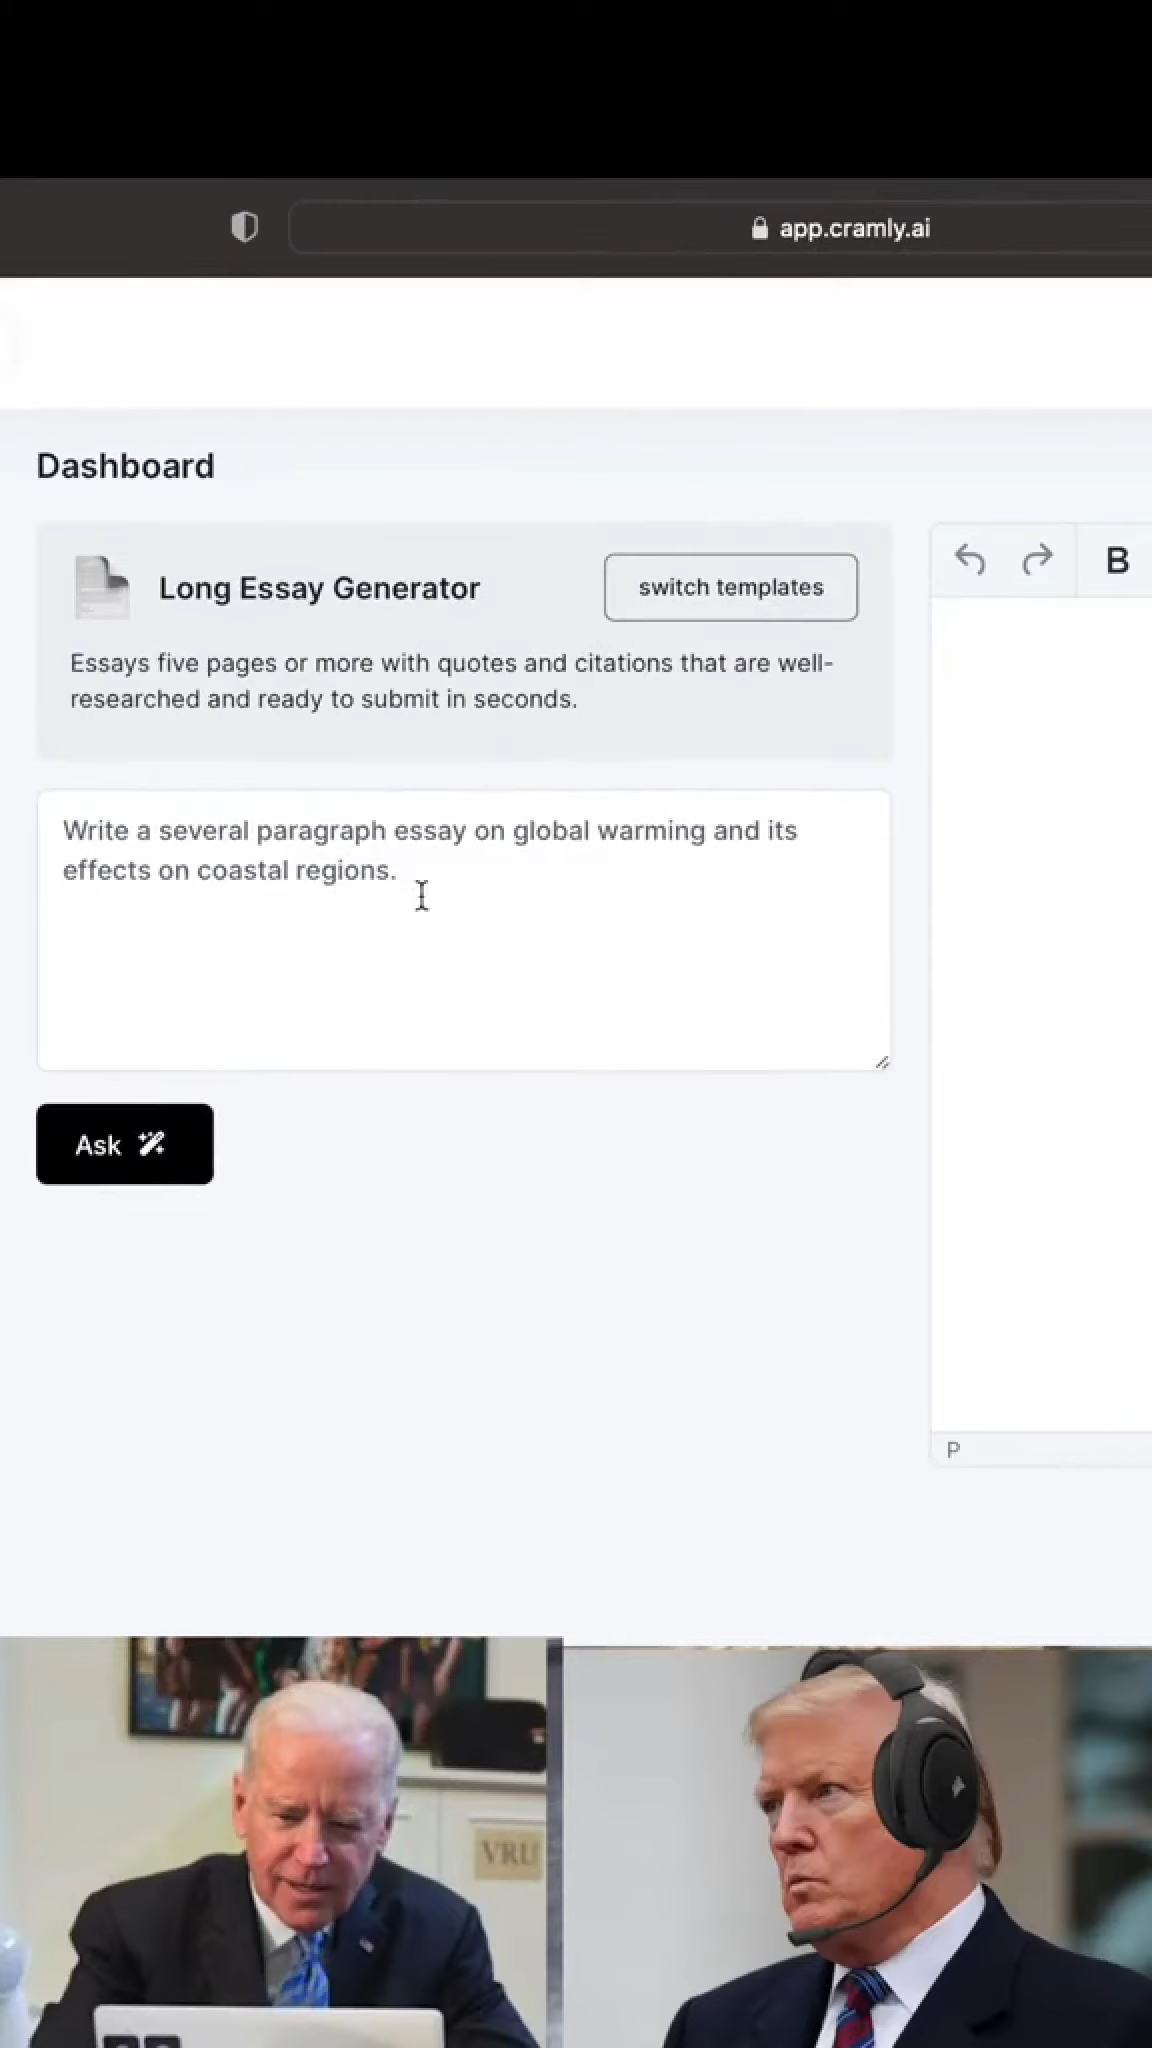 app.cramly.ai
Dashboard
Long Essay Generator
switch templates
Essays five pages or more with quotes and citations that are well-
researched and ready to submit in seconds.
B
Write a several paragraph essay on global warming and its
effects on coastal regions.
Ask
P
VRU